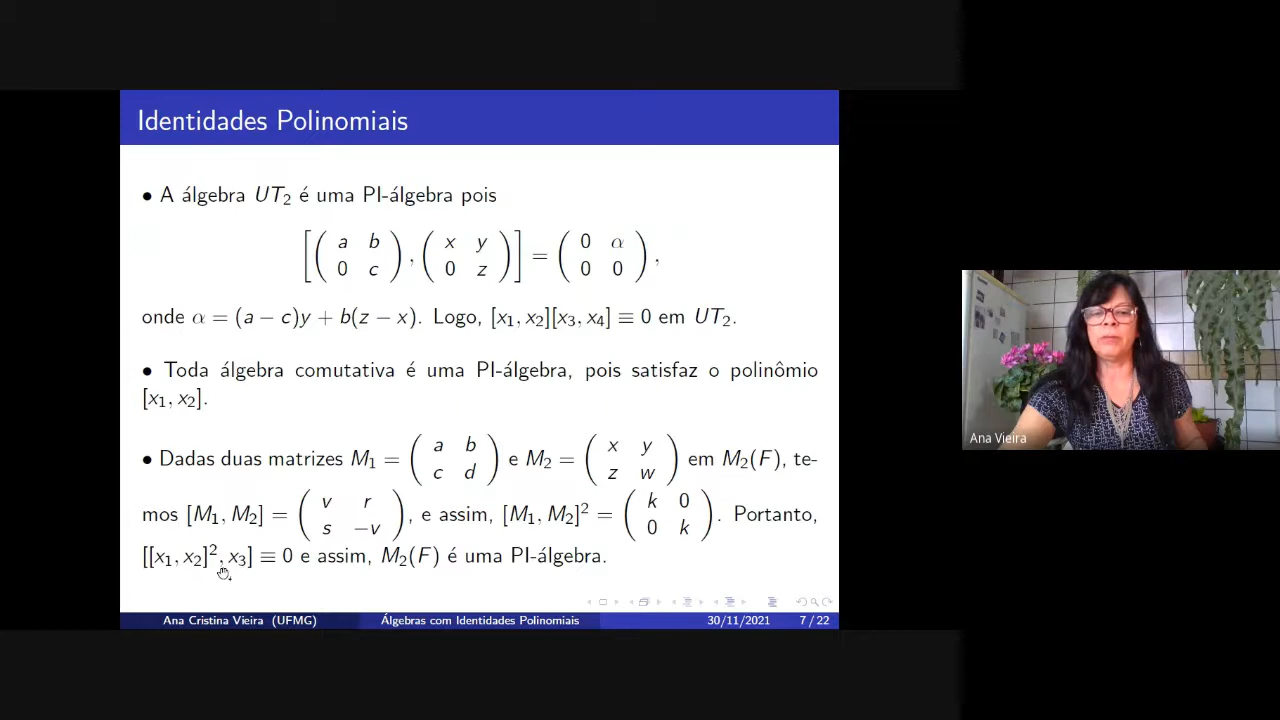 Identidades Polinomiais
• A álgebra UT₂ é uma PI-álgebra pois
[( a b ; 0 c ), ( x y ; 0 z )] = ( 0 α ; 0 0 ),
onde α = (a − c)y + b(z − x). Logo, [x₁, x₂][x₃, x₄] ≡ 0 em UT₂.
• Toda álgebra comutativa é uma PI-álgebra, pois satisfaz o polinômio
[x₁, x₂].
• Dadas duas matrizes M₁ = ( a b ; c d ) e M₂ = ( x y ; z w ) em M₂(F), te-
mos [M₁, M₂] = ( v r ; s −v ), e assim, [M₁, M₂]² = ( k 0 ; 0 k ). Portanto,
[[x₁, x₂]², x₃] ≡ 0 e assim, M₂(F) é uma PI-álgebra.
Ana Cristina Vieira (UFMG) Álgebras com Identidades Polinomiais 30/11/2021 7 / 22
Ana Vieira